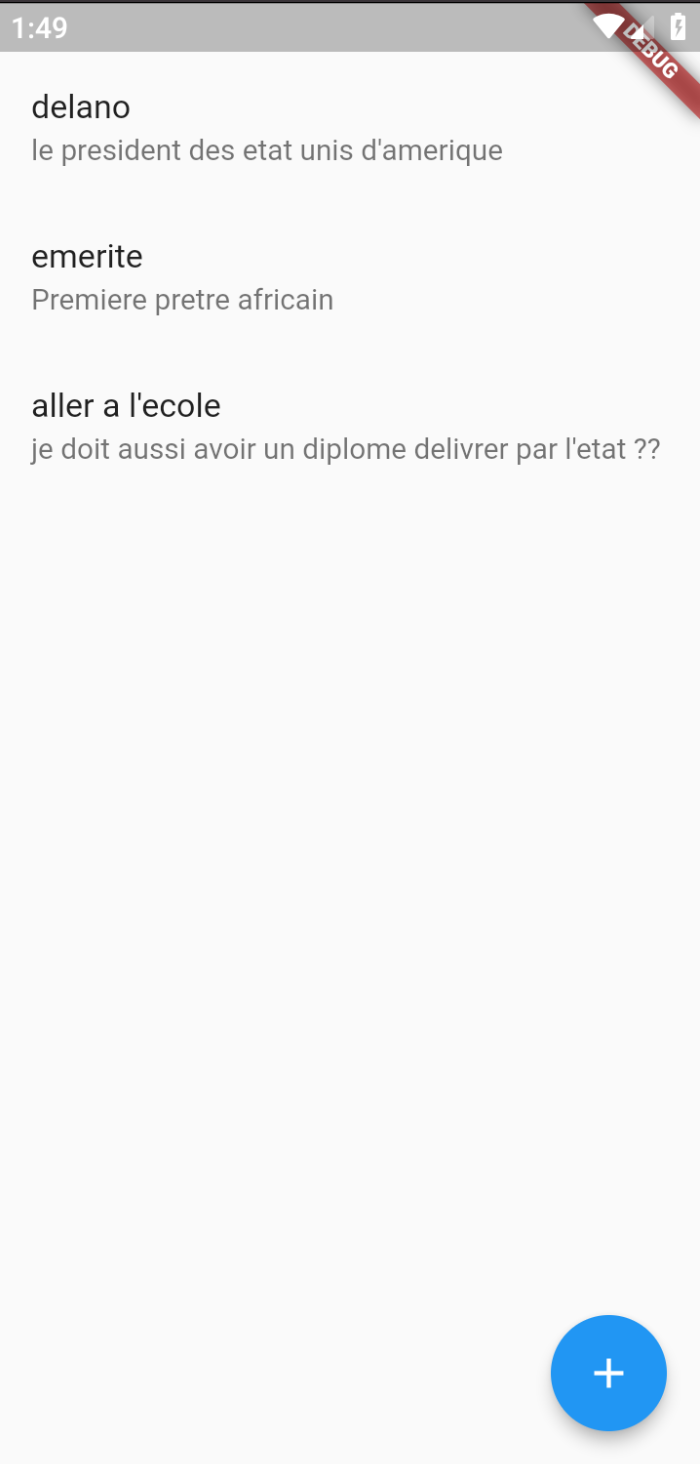 1:49
DEBUG
delano
le president des etat unis d'amerique
emerite
Premiere pretre africain
aller a l'ecole
je doit aussi avoir un diplome delivrer par l'etat ??